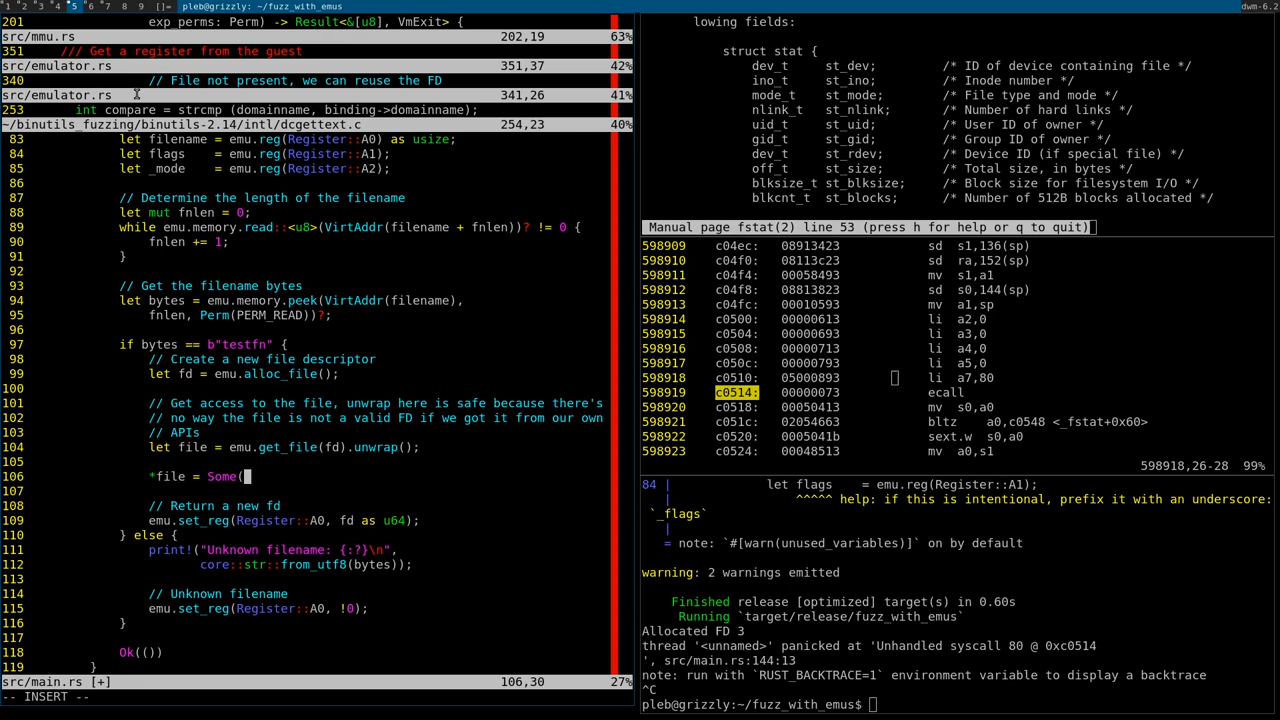 1 2 3 4 5 6 7 8 9 []= pleb@grizzly: ~/fuzz_with_emus dwm-6.2
201 exp_perms: Perm) -> Result<&[u8], VmExit> {
src/mmu.rs 202,19 63%
351 /// Get a register from the guest
src/emulator.rs 351,37 42%
340 // File not present, we can reuse the FD
src/emulator.rs 341,26 41%
253 int compare = strcmp (domainname, binding->domainname);
~/binutils_fuzzing/binutils-2.14/intl/dcgettext.c 254,23 40%
83 let filename = emu.reg(Register::A0) as usize;
84 let flags    = emu.reg(Register::A1);
85 let _mode    = emu.reg(Register::A2);
86
87 // Determine the length of the filename
88 let mut fnlen = 0;
89 while emu.memory.read::<u8>(VirtAddr(filename + fnlen))? != 0 {
90 fnlen += 1;
91 }
92
93 // Get the filename bytes
94 let bytes = emu.memory.peek(VirtAddr(filename),
95 fnlen, Perm(PERM_READ))?;
96
97 if bytes == b"testfn" {
98 // Create a new file descriptor
99 let fd = emu.alloc_file();
100
101 // Get access to the file, unwrap here is safe because there's
102 // no way the file is not a valid FD if we got it from our own
103 // APIs
104 let file = emu.get_file(fd).unwrap();
105
106 *file = Some(
107
108 // Return a new fd
109 emu.set_reg(Register::A0, fd as u64);
110 } else {
111 print!("Unknown filename: {:?}\n",
112 core::str::from_utf8(bytes));
113
114 // Unknown filename
115 emu.set_reg(Register::A0, !0);
116 }
117
118 Ok(())
119 }
src/main.rs [+] 106,30 27%
-- INSERT --
lowing fields:
struct stat {
dev_t     st_dev;         /* ID of device containing file */
ino_t     st_ino;         /* Inode number */
mode_t    st_mode;        /* File type and mode */
nlink_t   st_nlink;       /* Number of hard links */
uid_t     st_uid;         /* User ID of owner */
gid_t     st_gid;         /* Group ID of owner */
dev_t     st_rdev;        /* Device ID (if special file) */
off_t     st_size;        /* Total size, in bytes */
blksize_t st_blksize;     /* Block size for filesystem I/O */
blkcnt_t  st_blocks;      /* Number of 512B blocks allocated */
Manual page fstat(2) line 53 (press h for help or q to quit)
598909 c04ec: 08913423 sd s1,136(sp)
598910 c04f0: 08113c23 sd ra,152(sp)
598911 c04f4: 00058493 mv s1,a1
598912 c04f8: 08813823 sd s0,144(sp)
598913 c04fc: 00010593 mv a1,sp
598914 c0500: 00000613 li a2,0
598915 c0504: 00000693 li a3,0
598916 c0508: 00000713 li a4,0
598917 c050c: 00000793 li a5,0
598918 c0510: 05000893 li a7,80
598919 c0514: 00000073 ecall
598920 c0518: 00050413 mv s0,a0
598921 c051c: 02054663 bltz a0,c0548 <_fstat+0x60>
598922 c0520: 0005041b sext.w s0,a0
598923 c0524: 00048513 mv a0,s1
598918,26-28 99%
84 | let flags    = emu.reg(Register::A1);
| ^^^^^ help: if this is intentional, prefix it with an underscore:
`_flags`
|
= note: `#[warn(unused_variables)]` on by default
warning: 2 warnings emitted
Finished release [optimized] target(s) in 0.60s
Running `target/release/fuzz_with_emus`
Allocated FD 3
thread '<unnamed>' panicked at 'Unhandled syscall 80 @ 0xc0514
', src/main.rs:144:13
note: run with `RUST_BACKTRACE=1` environment variable to display a backtrace
^C
pleb@grizzly:~/fuzz_with_emus$